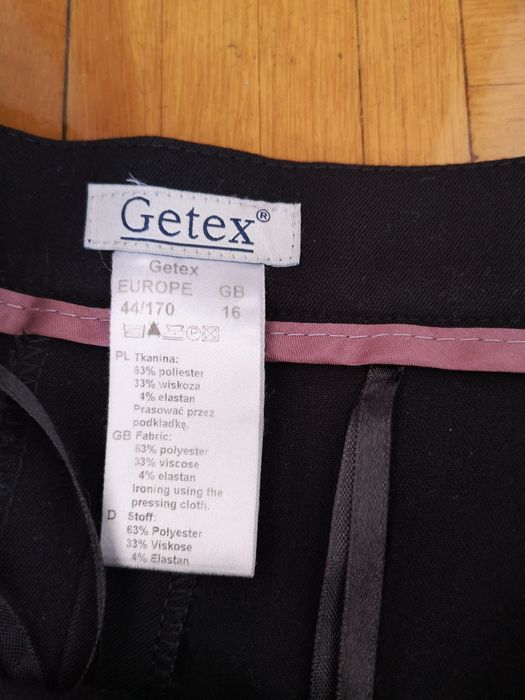 Getex®
Getex
EUROPE GB
44/170 16
PL Tkanina:
63% poliester
33% wiskoza
4% elastan
Prasować przez
podkładkę.
GB Fabric:
63% polyester
33% viscose
4% elastan
Ironing using the
pressing cloth.
D Stoff:
63% Polyester
33% Viskose
4% Elastan